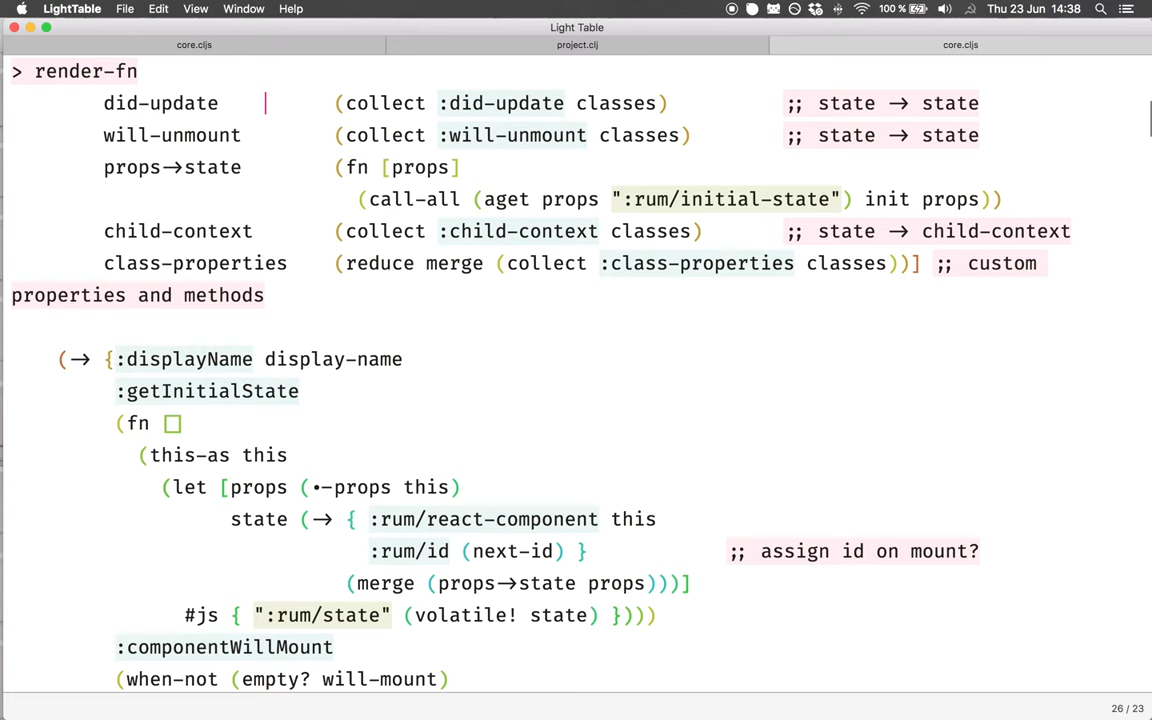 LightTable File Edit View Window Help 100 % Thu 23 Jun 14:38
Light Table
core.cljs project.clj core.cljs
> render-fn
did-update (collect :did-update classes) ;; state → state
will-unmount (collect :will-unmount classes) ;; state → state
props→state (fn [props]
(call-all (aget props ":rum/initial-state") init props))
child-context (collect :child-context classes) ;; state → child-context
class-properties (reduce merge (collect :class-properties classes))] ;; custom
properties and methods
(→ {:displayName display-name
:getInitialState
(fn []
(this-as this
(let [props (•-props this)
state (→ { :rum/react-component this
:rum/id (next-id) } ;; assign id on mount?
(merge (props→state props)))]
#js { ":rum/state" (volatile! state) })))
:componentWillMount
(when-not (empty? will-mount)
26 / 23